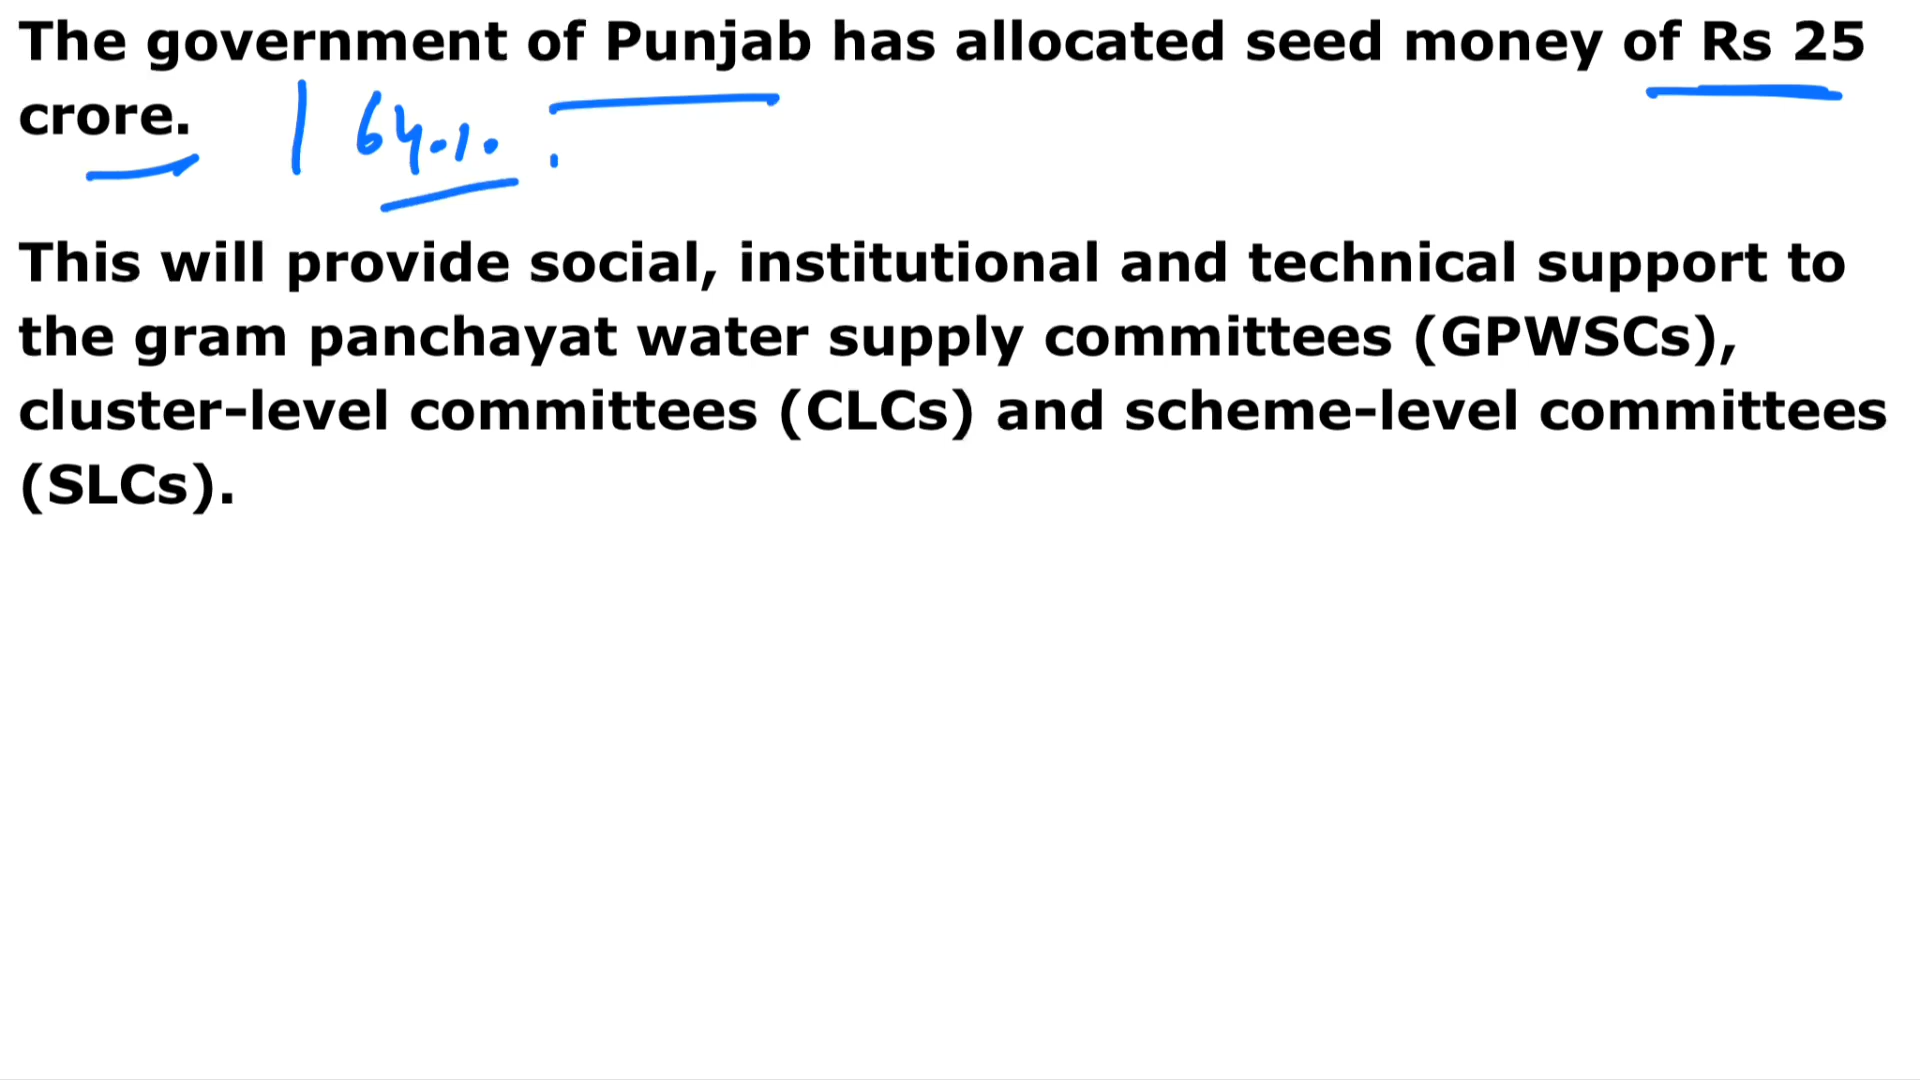 The government of Punjab has allocated seed money of Rs 25
crore. | 64%
This will provide social, institutional and technical support to
the gram panchayat water supply committees (GPWSCs),
cluster-level committees (CLCs) and scheme-level committees
(SLCs).